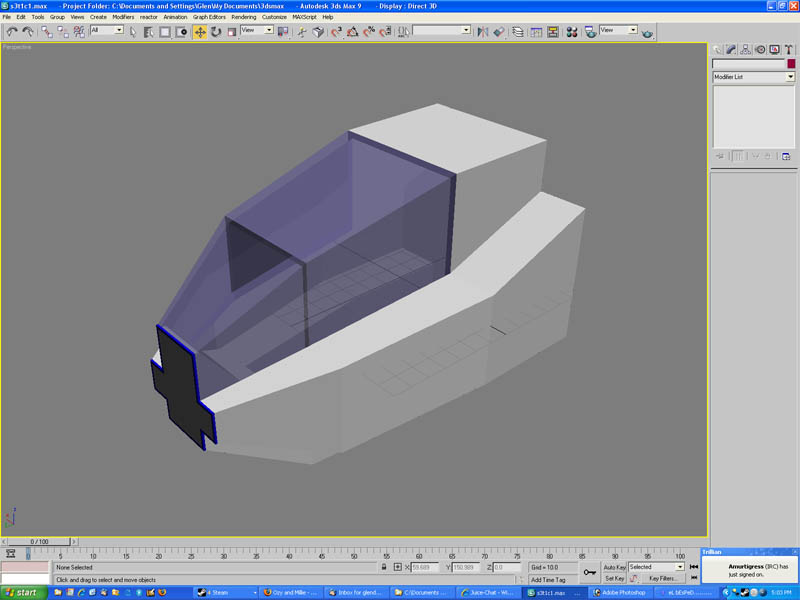 s3t1c1.max - Project Folder: C:\Documents and Settings\Glen\My Documents\3dsmax - Autodesk 3ds Max 9 - Display : Direct 3D
File Edit Tools Group Views Create Modifiers reactor Animation Graph Editors Rendering Customize MAXScript Help
All View View
Perspective
Modifier List
0 / 100
0 5 10 15 20 25 30 35 40 45 50 55 60 65 70 75 80 85 90 95 100
None Selected X 59.689 Y 150.989 Z 0.0 Grid = 10.0 Auto Key Selected
Click and drag to select and move objects Add Time Tag Set Key Key Filters...
Trillian
Amurtigress (IRC) has
just signed on.
start 4 Steam Ozy and Millie - ... Inbox for glend... C:\Documents ... Juice-Chat - Wi... s3t1c1.max ... Adobe Photoshop eLbEsPeD... 5:03 PM